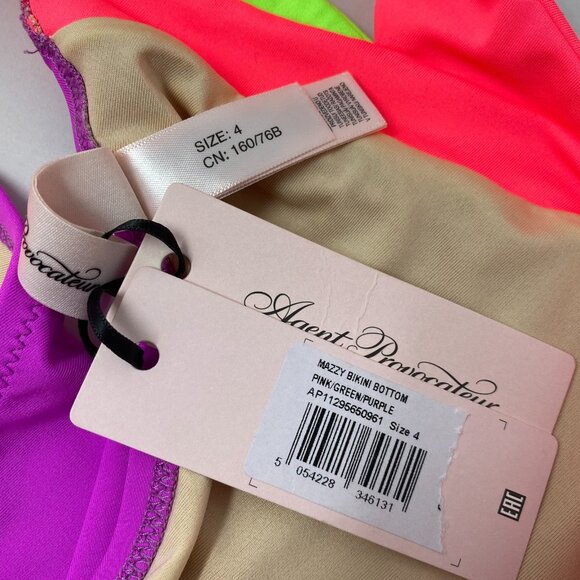 SIZE: 4
CN: 160/76B
Provocateur
Agent Provocateur
MAZZY BIKINI BOTTOM
PINK/GREEN/PURPLE
AP11295650961 Size 4
5 054228 346131
EAC